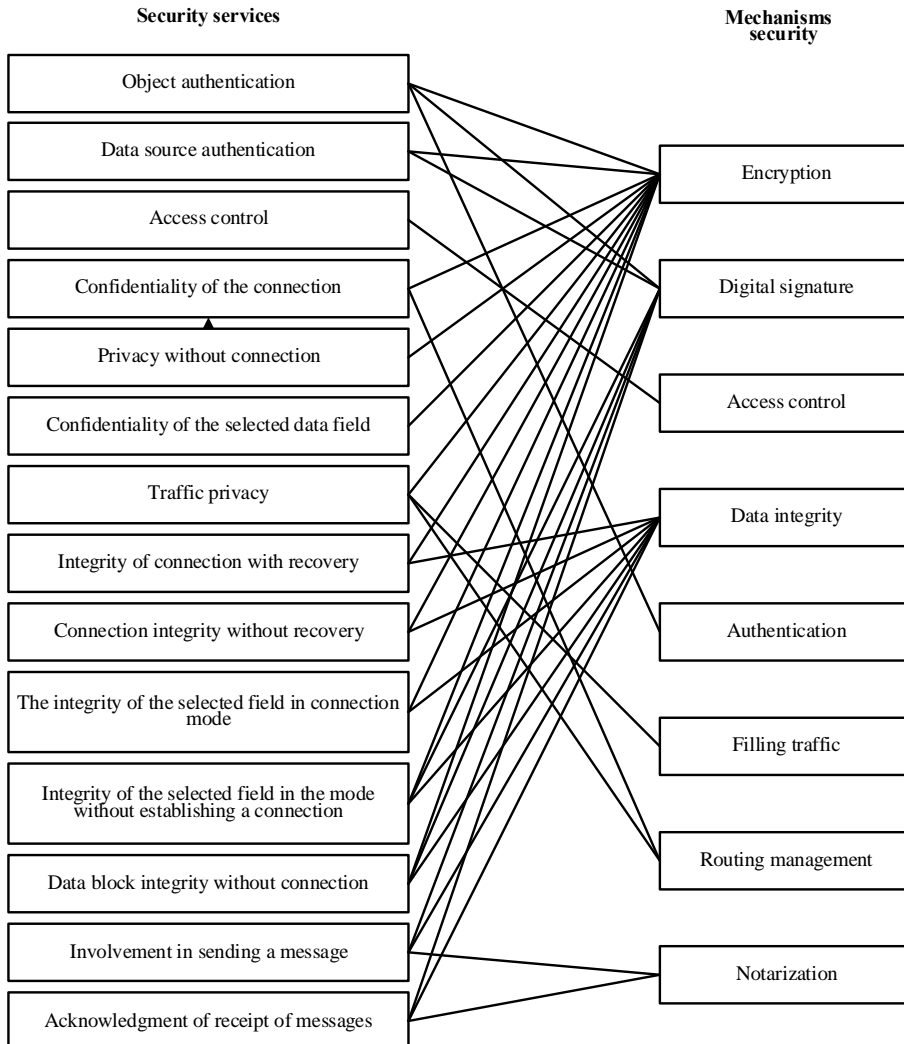 Security services
Mechanisms
security
Object authentication
Data source authentication
Access control
Confidentiality of the connection
Privacy without connection
Confidentiality of the selected data field
Traffic privacy
Integrity of connection with recovery
Connection integrity without recovery
The integrity of the selected field in connection
mode
Integrity of the selected field in the mode
without establishing a connection
Data block integrity without connection
Involvement in sending a message
Acknowledgment of receipt of messages
Encryption
Digital signature
Access control
Data integrity
Authentication
Filling traffic
Routing management
Notarization